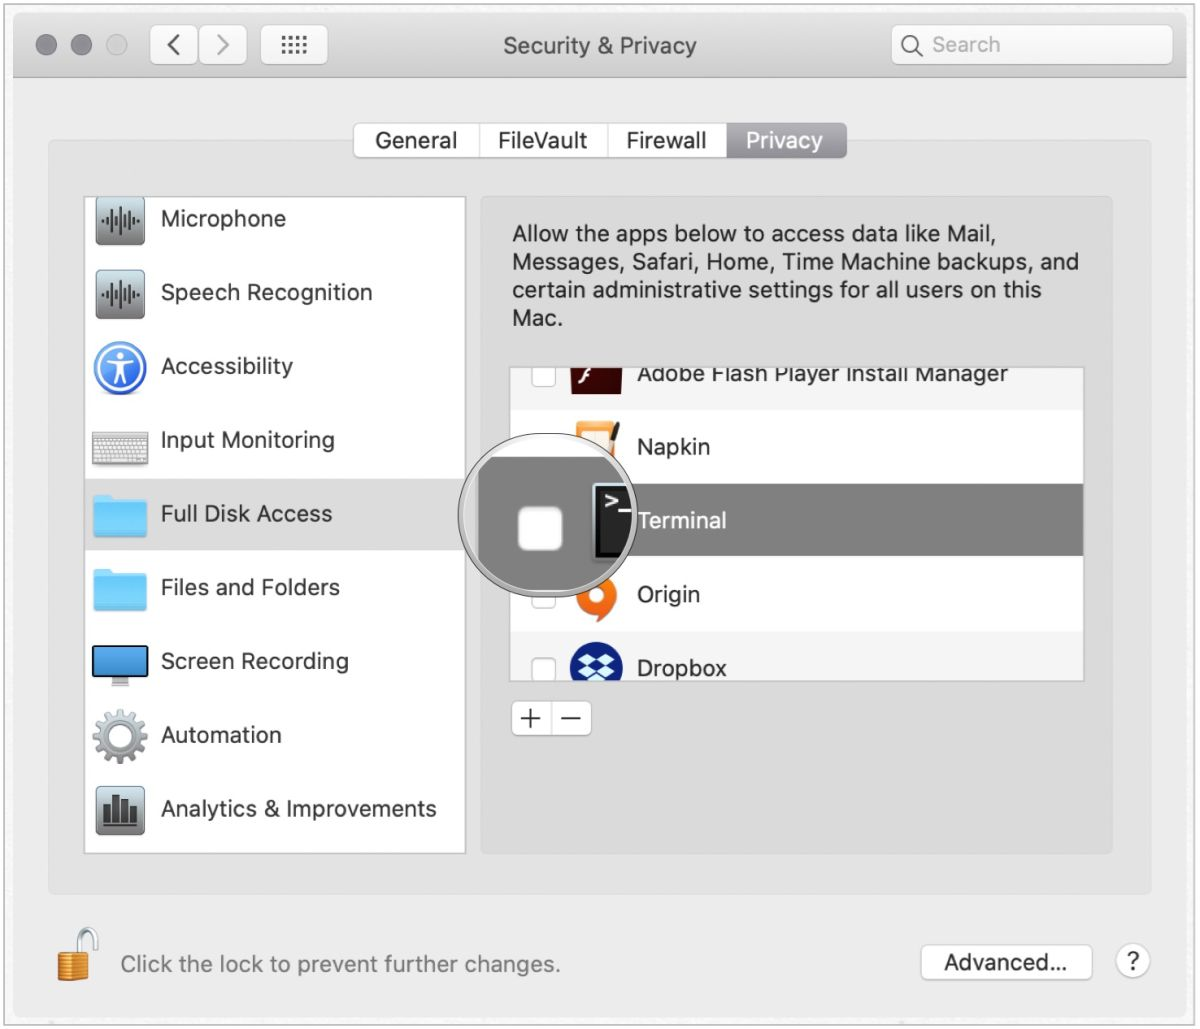 Security & Privacy
Search
General
FileVault
Firewall
Privacy
Microphone
Speech Recognition
Accessibility
Input Monitoring
Full Disk Access
Files and Folders
Screen Recording
Automation
Analytics & Improvements
Allow the apps below to access data like Mail,
Messages, Safari, Home, Time Machine backups, and
certain administrative settings for all users on this
Mac.
Adobe Flash Player Install Manager
Napkin
>_
Terminal
Origin
Dropbox
+ −
Click the lock to prevent further changes.
Advanced...
?